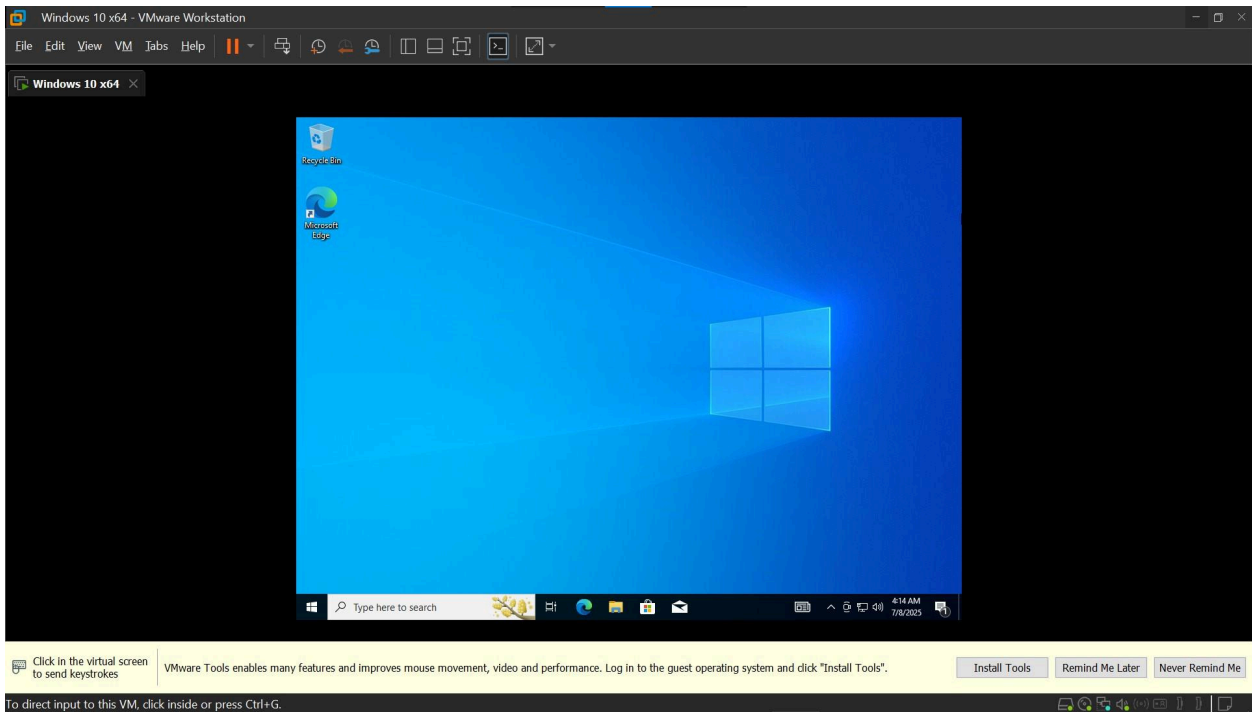 Windows 10 x64 - VMware Workstation
File Edit View VM Tabs Help
Windows 10 x64
Recycle Bin
Microsoft
Edge
Type here to search
4:14 AM
7/8/2025
1
Click in the virtual screen
to send keystrokes
VMware Tools enables many features and improves mouse movement, video and performance. Log in to the guest operating system and click "Install Tools".
Install Tools
Remind Me Later
Never Remind Me
To direct input to this VM, click inside or press Ctrl+G.